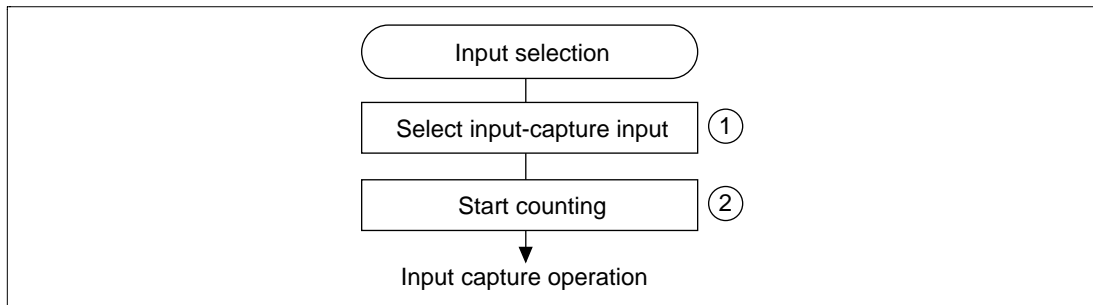 Input selection
Select input-capture input
1
Start counting
2
Input capture operation